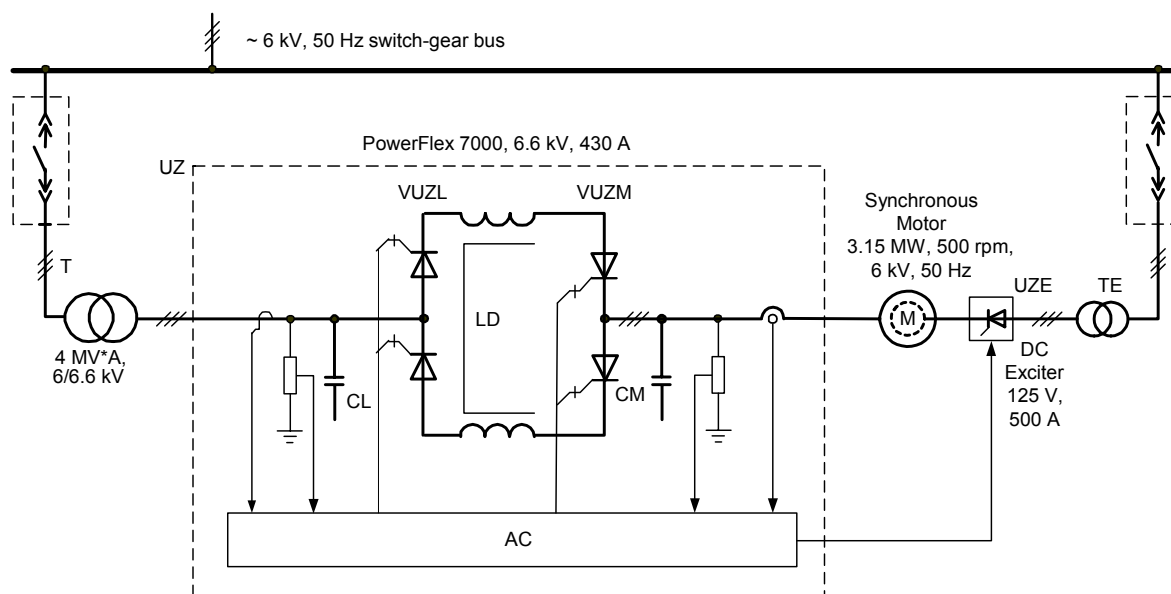 ~ 6 kV, 50 Hz switch-gear bus
PowerFlex 7000, 6.6 kV, 430 A
UZ
VUZL
VUZM
Synchronous
Motor
3.15 MW, 500 rpm,
6 kV, 50 Hz
T
UZE
TE
LD
M
4 MV*A,
6/6.6 kV
CL
CM
DC
Exciter
125 V,
500 A
AC